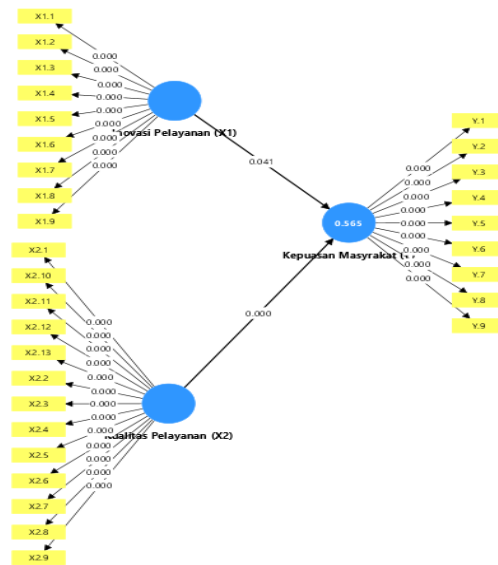 X1.1
X1.2
X1.3
X1.4
X1.5
X1.6
X1.7
X1.8
X1.9
0.000
0.000
0.000
0.000
0.000
0.000
0.000
0.000
0.000
Inovasi Pelayanan (X1)
0.041
X2.1
X2.10
X2.11
X2.12
X2.13
X2.2
X2.3
X2.4
X2.5
X2.6
X2.7
X2.8
X2.9
0.000
0.000
0.000
0.000
0.000
0.000
0.000
0.000
0.000
0.000
0.000
0.000
0.000
Kualitas Pelayanan (X2)
0.000
0.565
Kepuasan Masyrakat (Y
0.000
0.000
0.000
0.000
0.000
0.000
0.000
0.000
0.000
Y.1
Y.2
Y.3
Y.4
Y.5
Y.6
Y.7
Y.8
Y.9